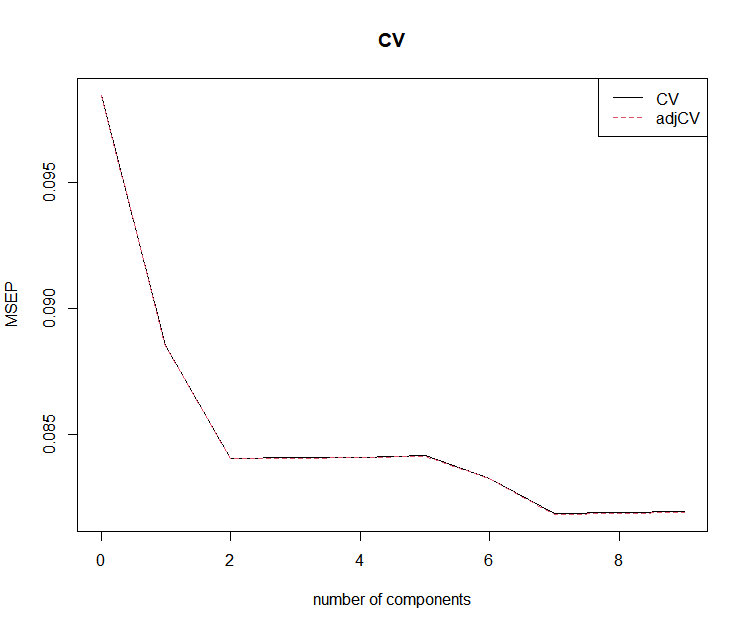 CV
CV
adjCV
0.095
0.090
0.085
MSEP
0 2 4 6 8
number of components